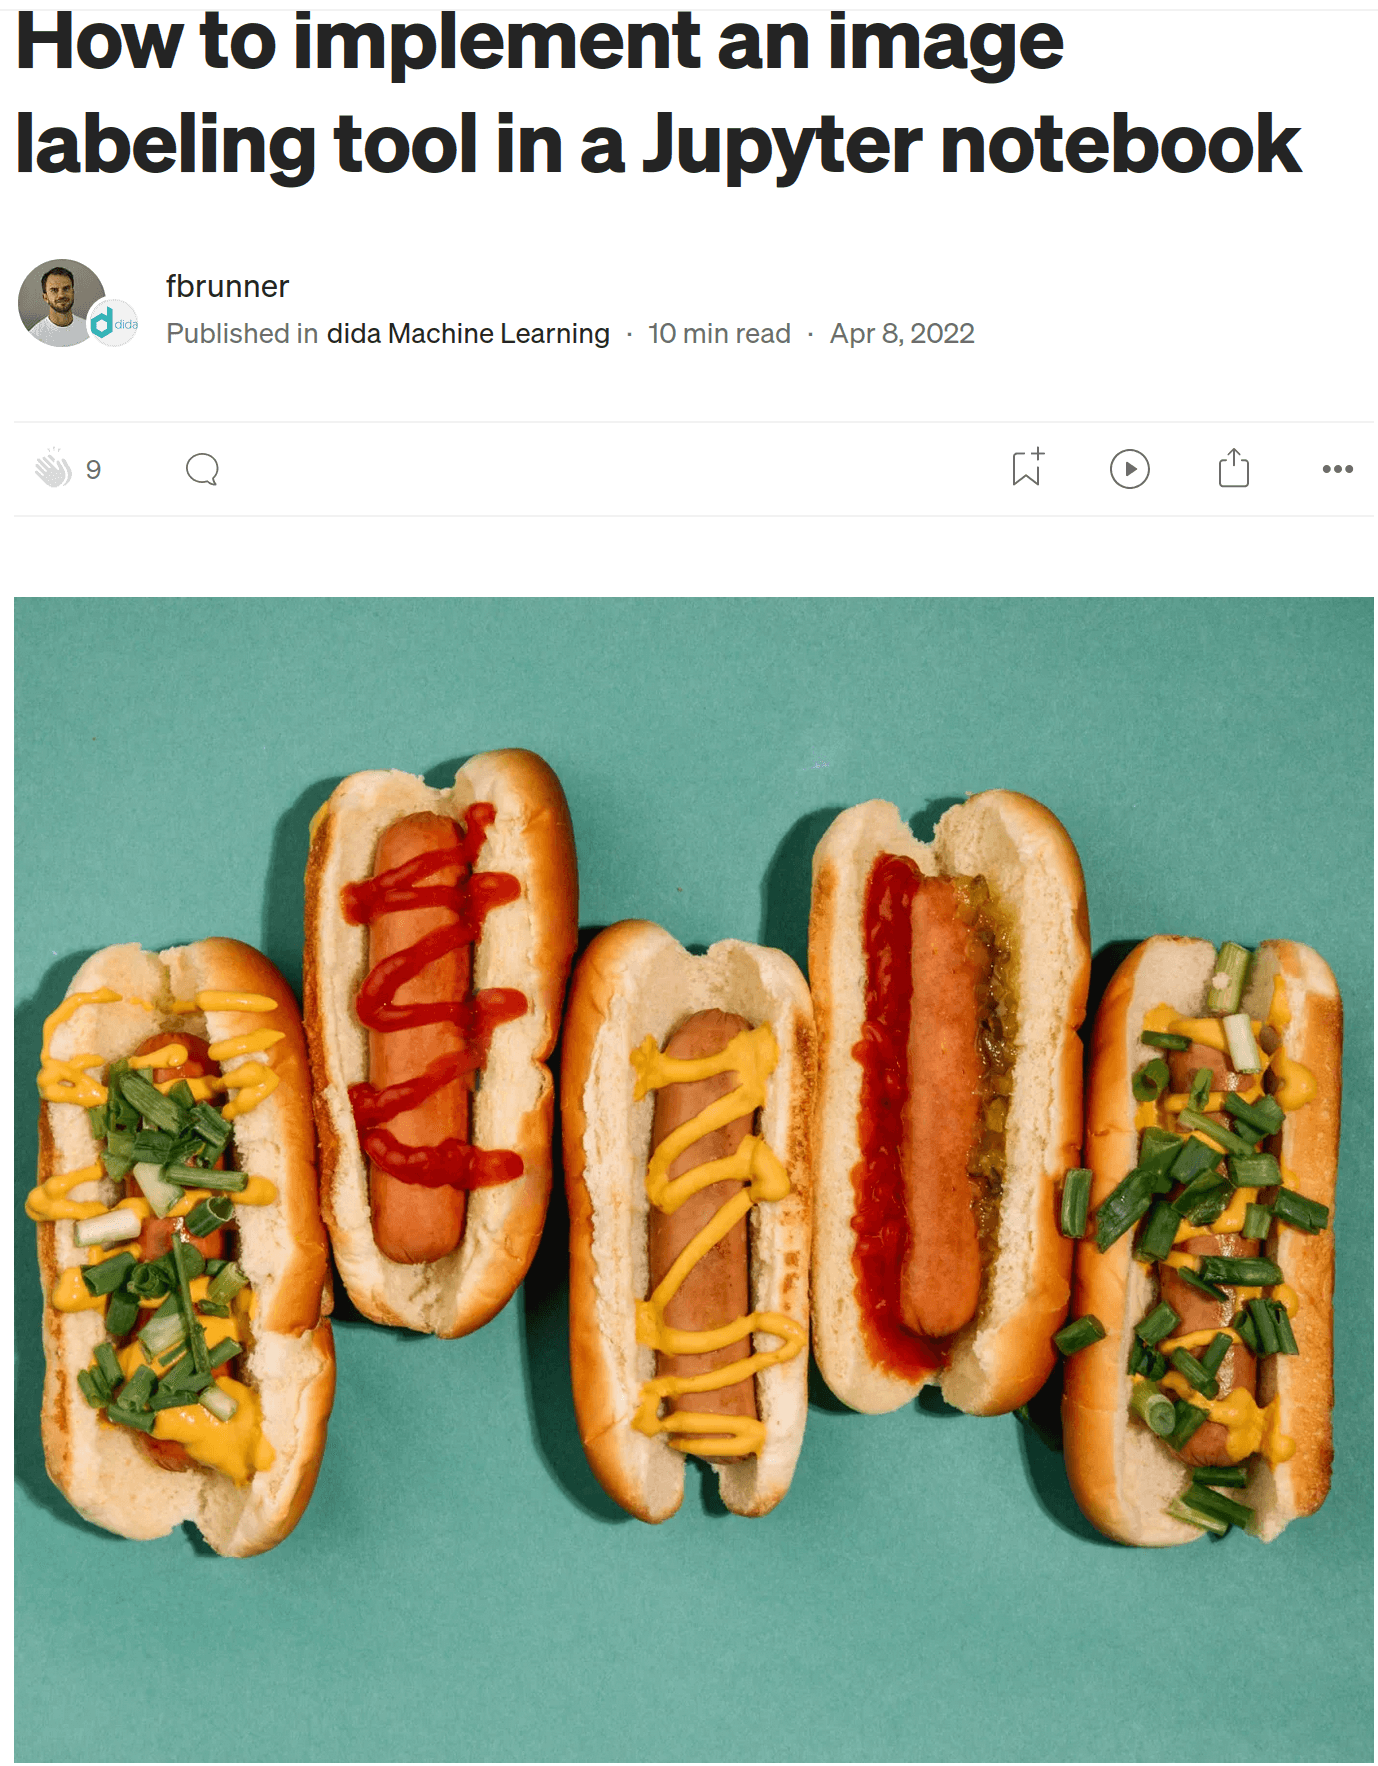 How to implement an image
labeling tool in a Jupyter notebook
fbrunner
dida
Published in dida Machine Learning · 10 min read · Apr 8, 2022
9